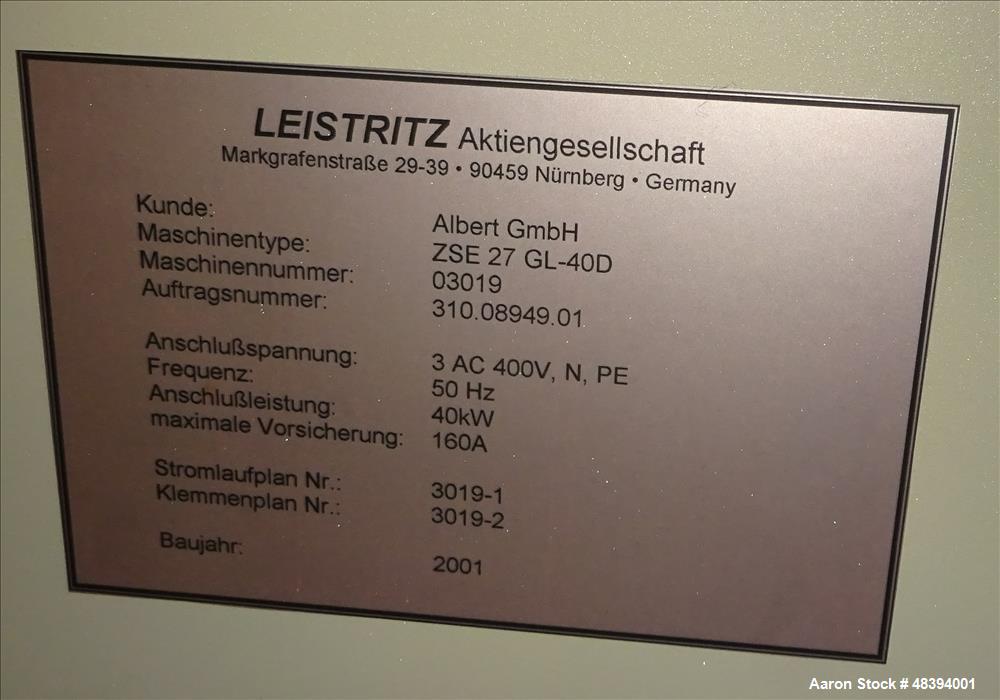 LEISTRITZ Aktiengesellschaft
Markgrafenstraße 29-39 • 90459 Nürnberg • Germany
Kunde: Albert GmbH
Maschinentype: ZSE 27 GL-40D
Maschinennummer: 03019
Auftragsnummer: 310.08949.01
Anschlußspannung: 3 AC 400V, N, PE
Frequenz: 50 Hz
Anschlußleistung: 40kW
maximale Vorsicherung: 160A
Stromlaufplan Nr.: 3019-1
Klemmenplan Nr.: 3019-2
Baujahr: 2001
Aaron Stock # 48394001